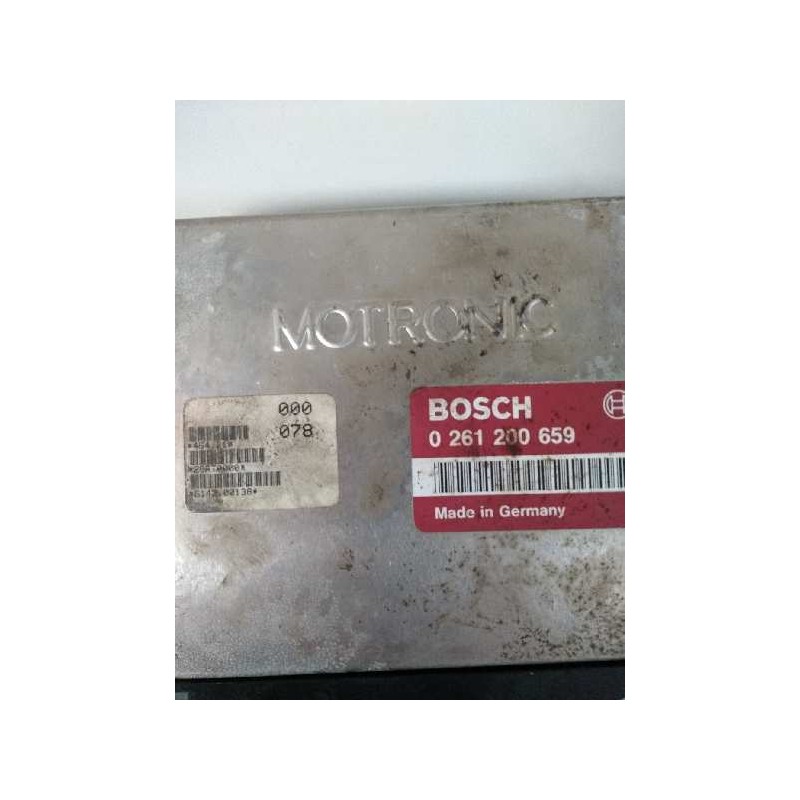 MOTRONIC
000
078
BOSCH
0 261 200 659
Made in Germany